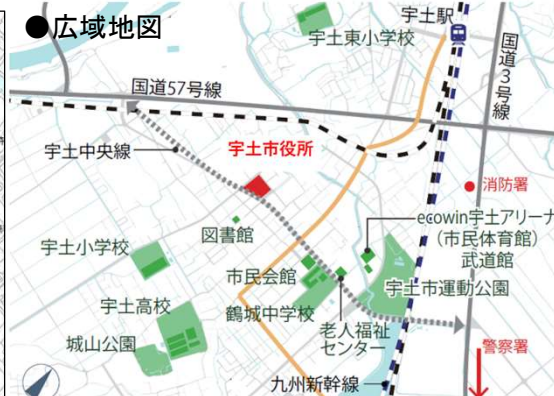 ●広域地図
宇土駅
宇土東小学校
国道3号線
国道57号線
宇土中央線
宇土市役所
消防署
ecowin宇土アリーナ
（市民体育館）
武道館
図書館
宇土小学校
市民会館
宇土市運動公園
宇土高校
鶴城中学校
老人福祉
センター
城山公園
警察署
九州新幹線